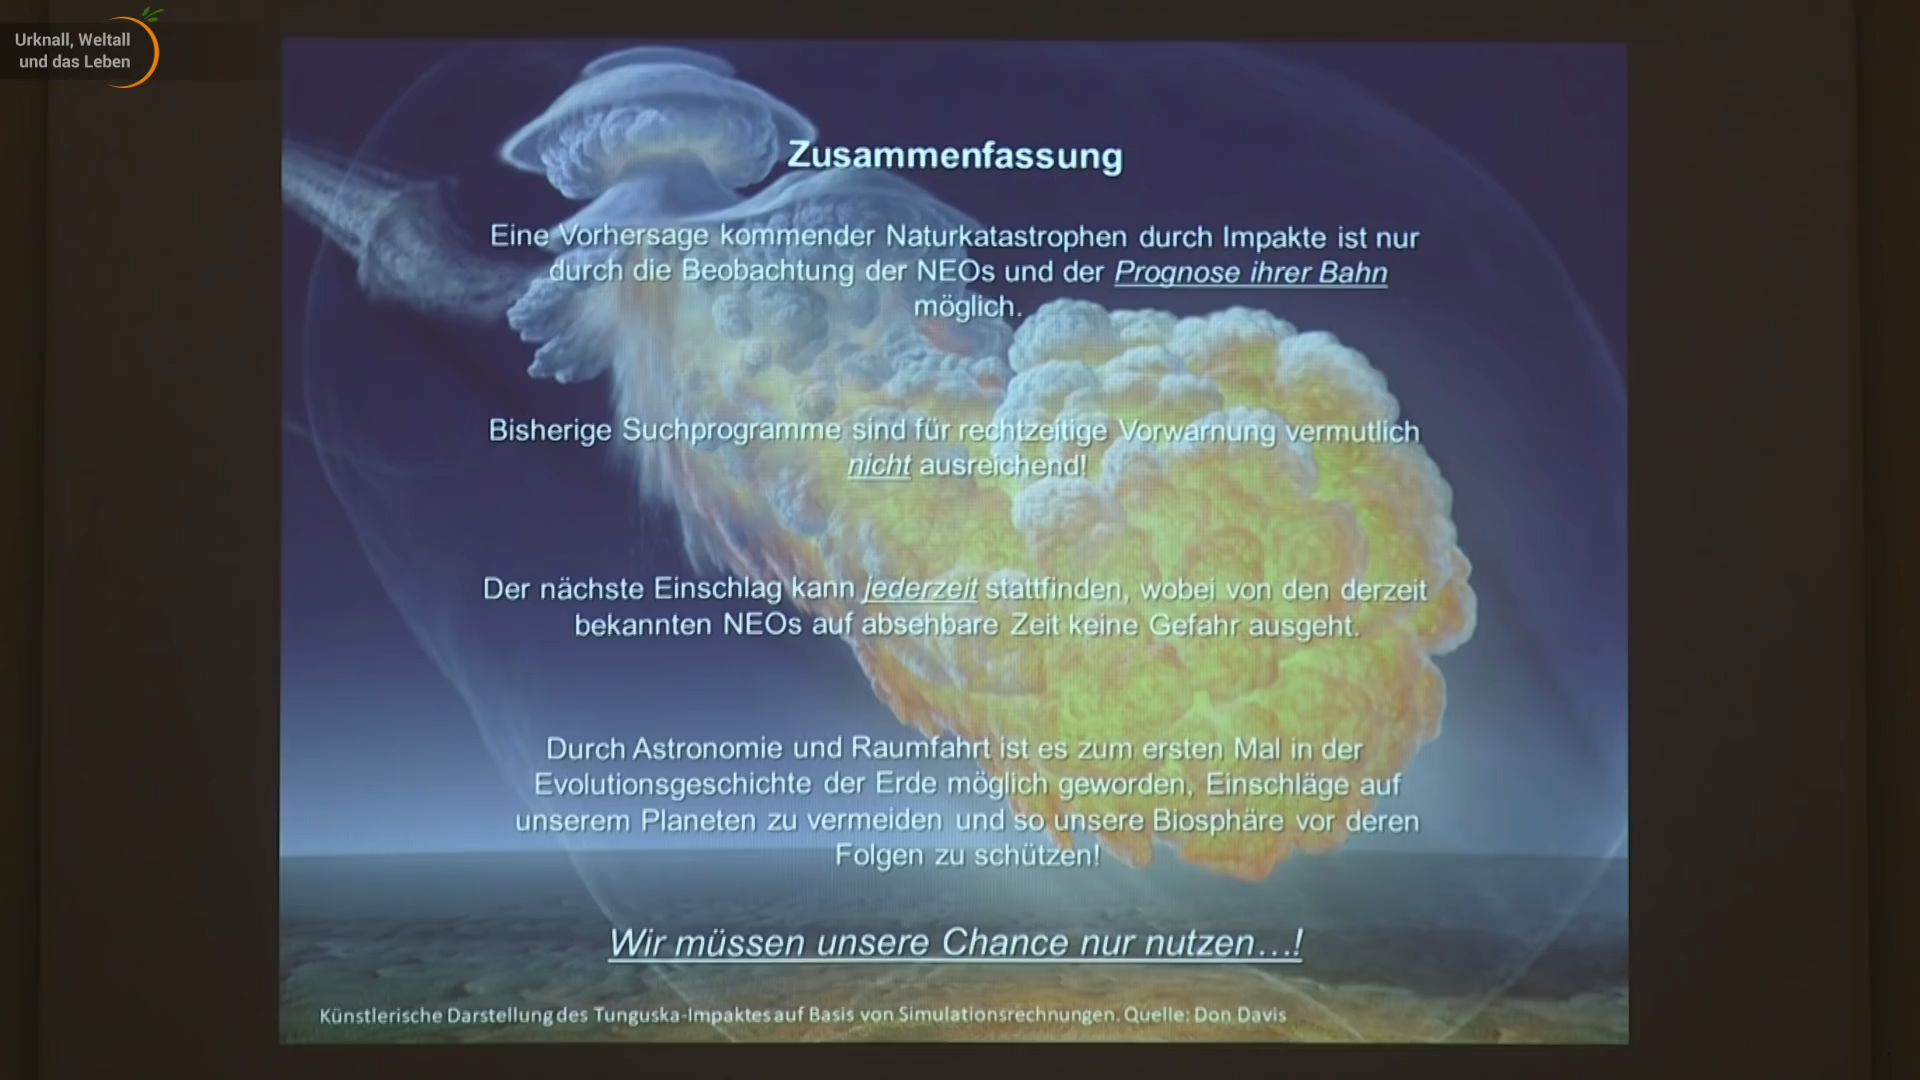 Urknall, Weltall
und das Leben
Zusammenfassung
Eine Vorhersage kommender Naturkatastrophen durch Impakte ist nur
durch die Beobachtung der NEOs und der Prognose ihrer Bahn
möglich.
Bisherige Suchprogramme sind für rechtzeitige Vorwarnung vermutlich
nicht ausreichend!
Der nächste Einschlag kann jederzeit stattfinden, wobei von den derzeit
bekannten NEOs auf absehbare Zeit keine Gefahr ausgeht.
Durch Astronomie und Raumfahrt ist es zum ersten Mal in der
Evolutionsgeschichte der Erde möglich geworden, Einschläge auf
unserem Planeten zu vermeiden und so unsere Biosphäre vor deren
Folgen zu schützen!
Wir müssen unsere Chance nur nutzen…!
Künstlerische Darstellung des Tunguska-Impaktes auf Basis von Simulationsrechnungen. Quelle: Don Davis